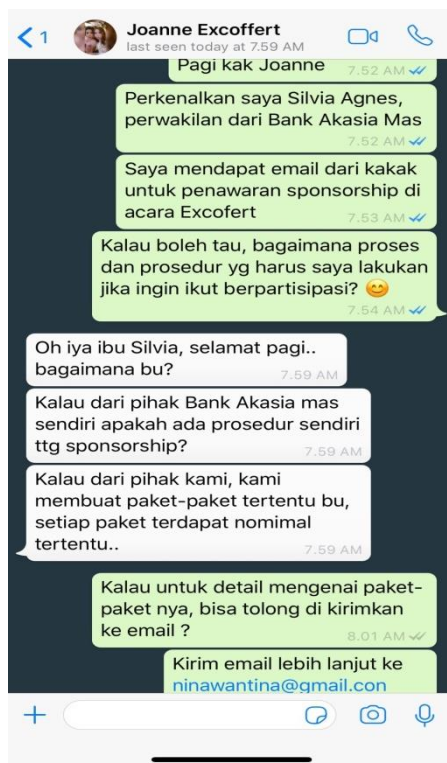 1
Joanne Excoffert
last seen today at 7.59 AM
Pagi kak Joanne
7.52 AM
Perkenalkan saya Silvia Agnes,
perwakilan dari Bank Akasia Mas
7.52 AM
Saya mendapat email dari kakak
untuk penawaran sponsorship di
acara Excofert
7.53 AM
Kalau boleh tau, bagaimana proses
dan prosedur yg harus saya lakukan
jika ingin ikut berpartisipasi? 😊
7.54 AM
Oh iya ibu Silvia, selamat pagi..
bagaimana bu?
7.59 AM
Kalau dari pihak Bank Akasia mas
sendiri apakah ada prosedur sendiri
ttg sponsorship?
7.59 AM
Kalau dari pihak kami, kami
membuat paket-paket tertentu bu,
setiap paket terdapat nomimal
tertentu..
7.59 AM
Kalau untuk detail mengenai paket-
paket nya, bisa tolong di kirimkan
ke email ?
8.01 AM
Kirim email lebih lanjut ke
ninawantina@gmail.con